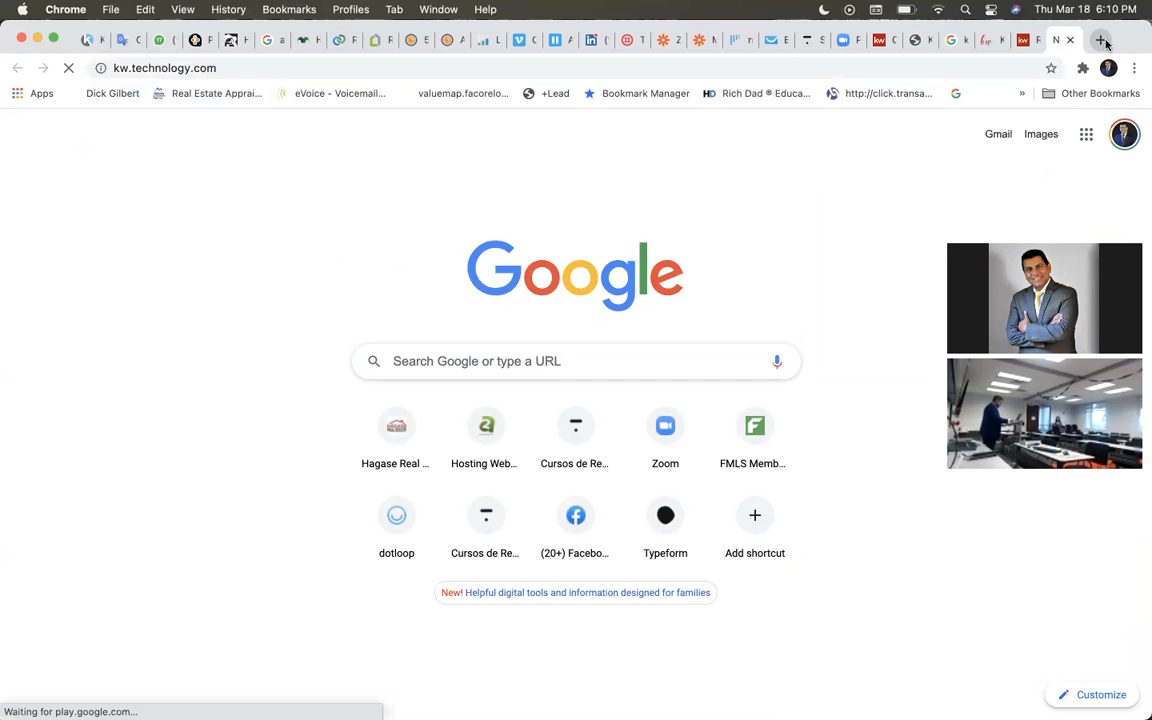 Chrome File Edit View History Bookmarks Profiles Tab Window Help Thu Mar 18 6:10 PM
kw.technology.com
Apps Dick Gilbert Real Estate Apprai... eVoice - Voicemail... valuemap.facorelo... +Lead Bookmark Manager HD Rich Dad ® Educa... http://click.transa... » Other Bookmarks
Gmail Images
Google
Search Google or type a URL
Hagase Real ... Hosting Web... Cursos de Re... Zoom FMLS Memb...
dotloop Cursos de Re... (20+) Facebo... Typeform Add shortcut
New! Helpful digital tools and information designed for families
Customize
Waiting for play.google.com...